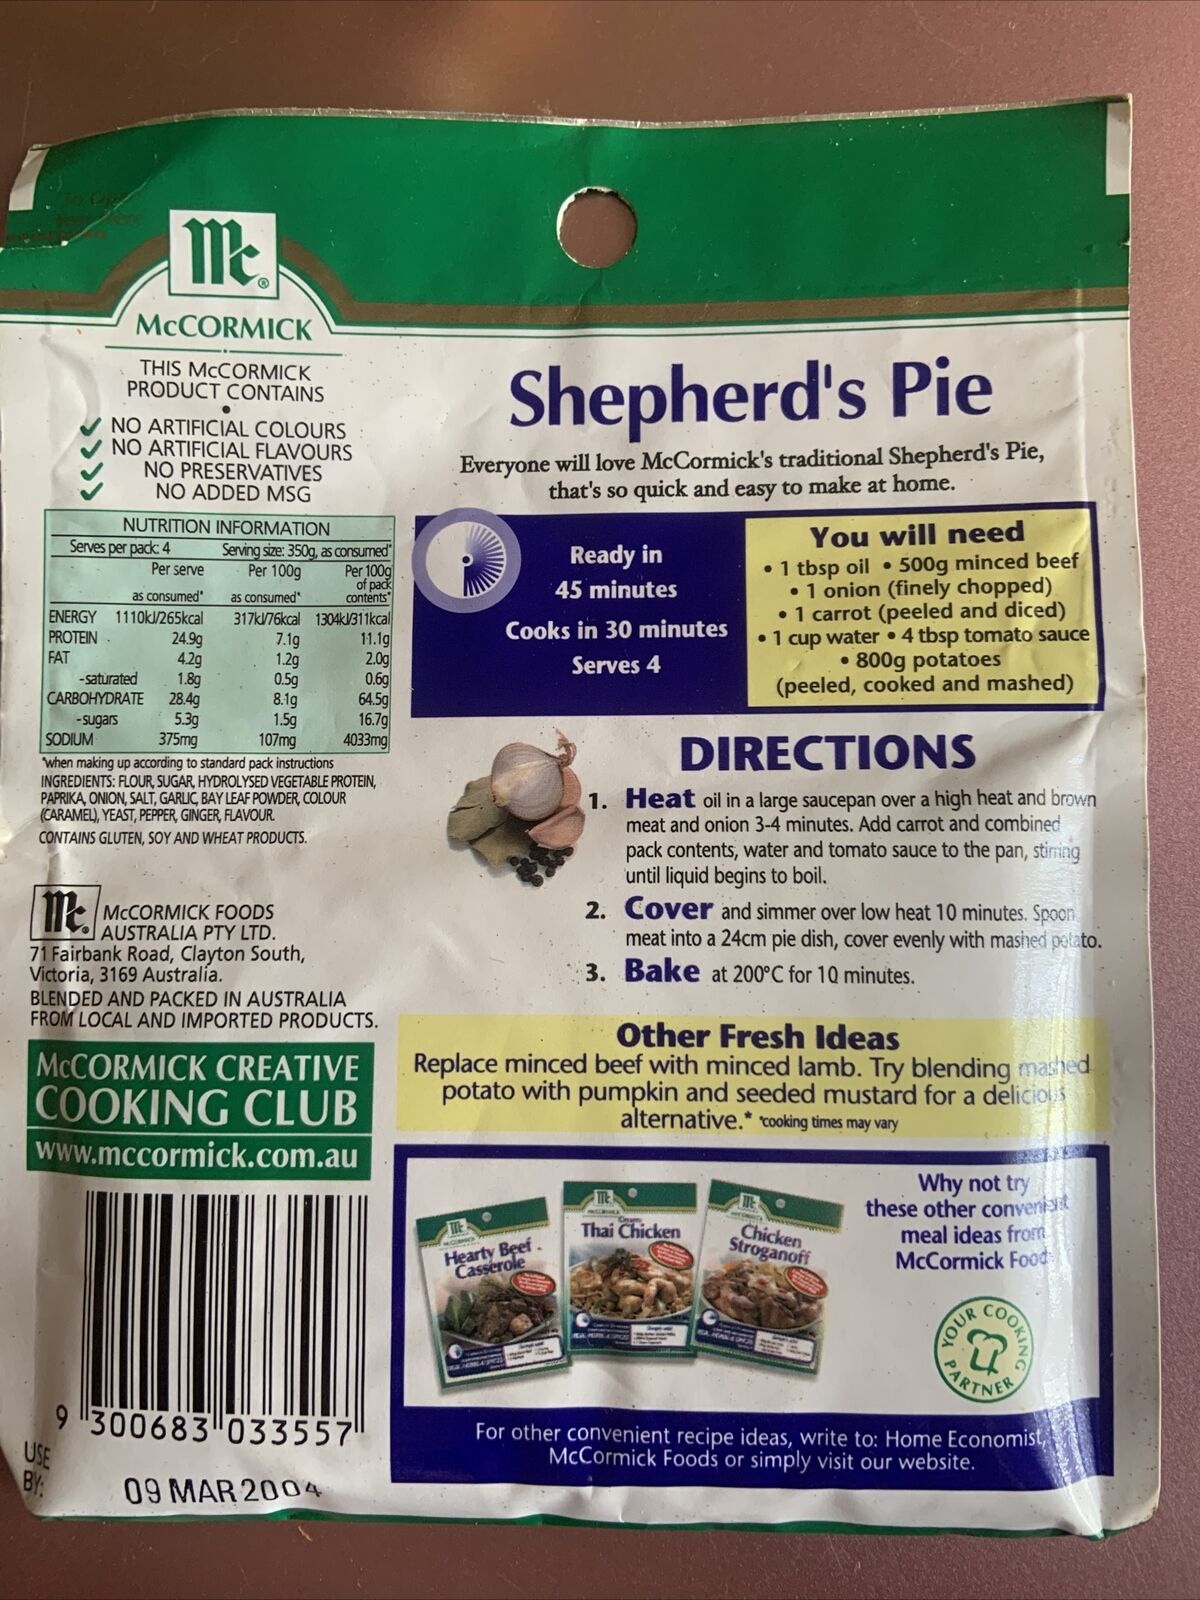 Mc®
McCORMICK
THIS McCORMICK
PRODUCT CONTAINS
•
✓ NO ARTIFICIAL COLOURS
✓ NO ARTIFICIAL FLAVOURS
✓ NO PRESERVATIVES
✓ NO ADDED MSG
NUTRITION INFORMATION
Serves per pack: 4 Serving size: 350g, as consumed*
Per serve Per 100g Per 100g
of pack
as consumed* as consumed* contents*
ENERGY 1110kJ/265kcal 317kJ/76kcal 1304kJ/311kcal
PROTEIN 24.9g 7.1g 11.1g
FAT 4.2g 1.2g 2.0g
-saturated 1.8g 0.5g 0.6g
CARBOHYDRATE 28.4g 8.1g 64.5g
-sugars 5.3g 1.5g 16.7g
SODIUM 375mg 107mg 4033mg
*when making up according to standard pack instructions
INGREDIENTS: FLOUR, SUGAR, HYDROLYSED VEGETABLE PROTEIN,
PAPRIKA, ONION, SALT, GARLIC, BAY LEAF POWDER, COLOUR
(CARAMEL), YEAST, PEPPER, GINGER, FLAVOUR.
CONTAINS GLUTEN, SOY AND WHEAT PRODUCTS.
Mc® McCORMICK FOODS
AUSTRALIA PTY LTD.
71 Fairbank Road, Clayton South,
Victoria, 3169 Australia.
BLENDED AND PACKED IN AUSTRALIA
FROM LOCAL AND IMPORTED PRODUCTS.
McCORMICK CREATIVE
COOKING CLUB
www.mccormick.com.au
9 300683 033557
USE
BY:
09 MAR 2004
Shepherd's Pie
Everyone will love McCormick's traditional Shepherd's Pie,
that's so quick and easy to make at home.
Ready in
45 minutes
Cooks in 30 minutes
Serves 4
You will need
• 1 tbsp oil • 500g minced beef
• 1 onion (finely chopped)
• 1 carrot (peeled and diced)
• 1 cup water • 4 tbsp tomato sauce
• 800g potatoes
(peeled, cooked and mashed)
DIRECTIONS
1. Heat oil in a large saucepan over a high heat and brown
meat and onion 3-4 minutes. Add carrot and combined
pack contents, water and tomato sauce to the pan, stirring
until liquid begins to boil.
2. Cover and simmer over low heat 10 minutes. Spoon
meat into a 24cm pie dish, cover evenly with mashed potato.
3. Bake at 200°C for 10 minutes.
Other Fresh Ideas
Replace minced beef with minced lamb. Try blending mashed
potato with pumpkin and seeded mustard for a delicious
alternative.* *cooking times may vary
Hearty Beef
Casserole
Thai Chicken
Chicken
Stroganoff
Why not try
these other convenient
meal ideas from
McCormick Food
YOUR COOKING PARTNER
For other convenient recipe ideas, write to: Home Economist,
McCormick Foods or simply visit our website.